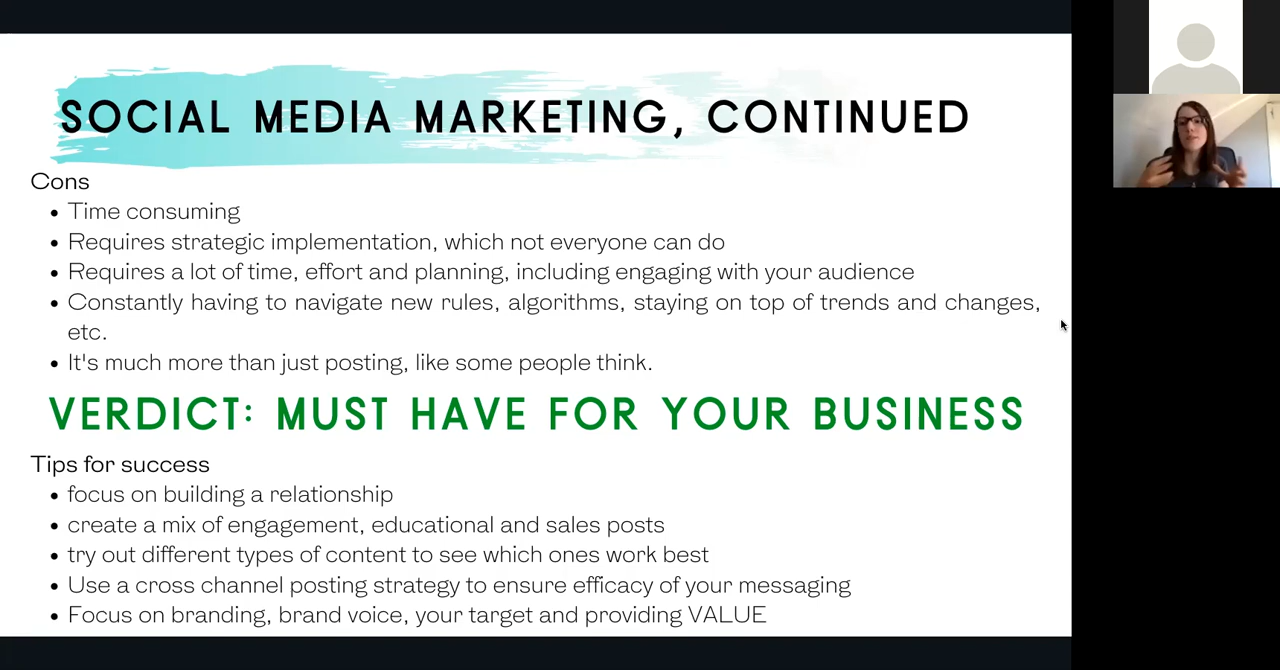 SOCIAL MEDIA MARKETING, CONTINUED
Cons
• Time consuming
• Requires strategic implementation, which not everyone can do
• Requires a lot of time, effort and planning, including engaging with your audience
• Constantly having to navigate new rules, algorithms, staying on top of trends and changes,
etc.
• It's much more than just posting, like some people think.
VERDICT: MUST HAVE FOR YOUR BUSINESS
Tips for success
• focus on building a relationship
• create a mix of engagement, educational and sales posts
• try out different types of content to see which ones work best
• Use a cross channel posting strategy to ensure efficacy of your messaging
• Focus on branding, brand voice, your target and providing VALUE